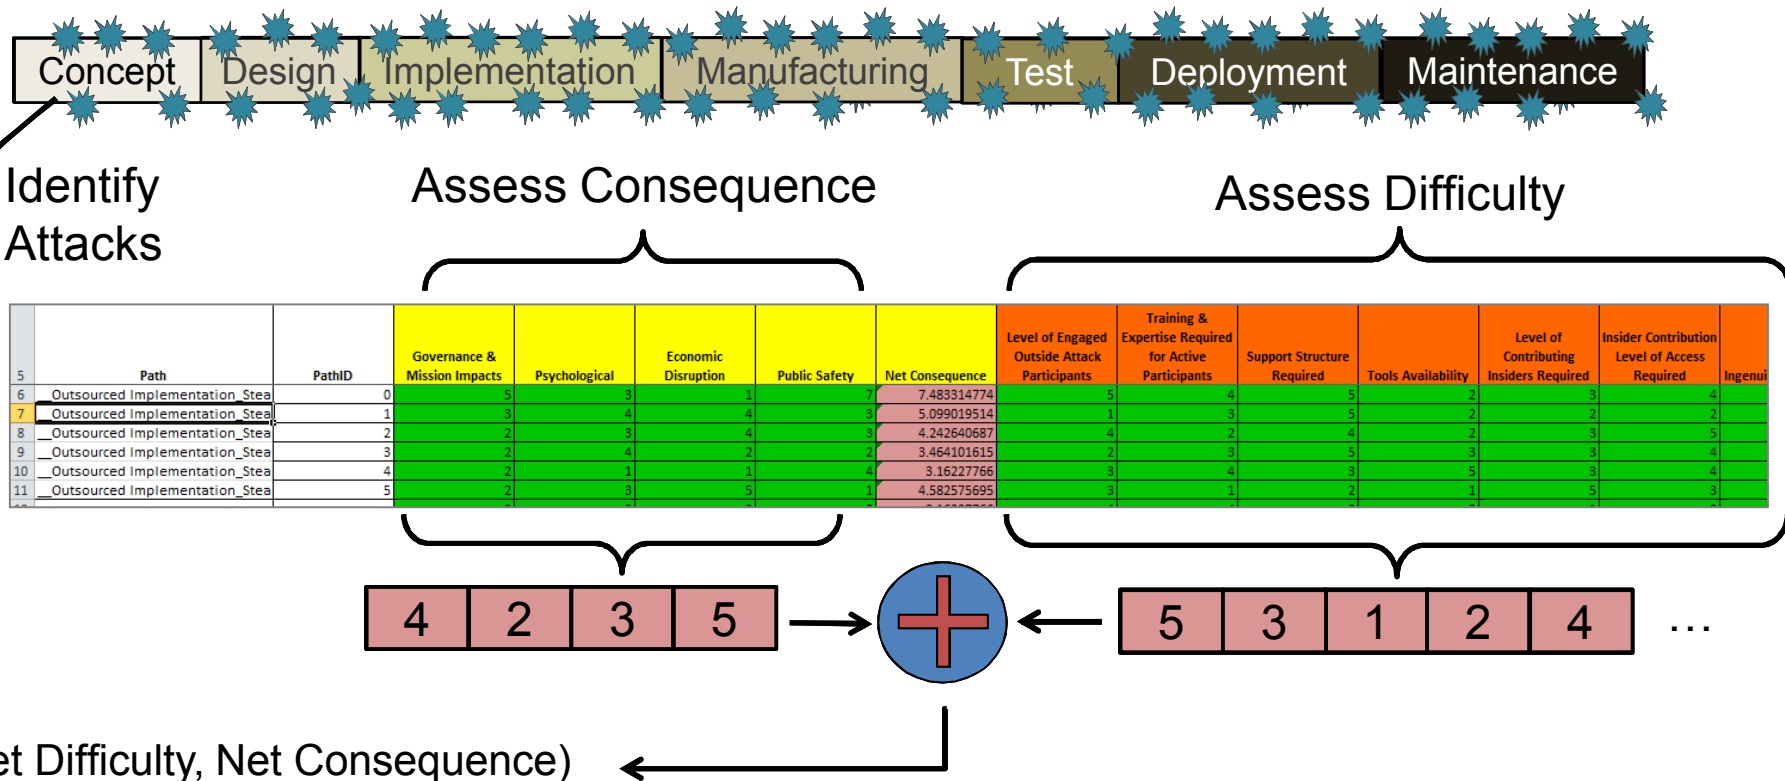 Concept Design Implementation Manufacturing Test Deployment Maintenance
Identify
Attacks
Assess Consequence
Assess Difficulty
5 Path PathID Governance & Mission Impacts Psychological Economic Disruption Public Safety Net Consequence Level of Engaged Outside Attack Participants Training & Expertise Required for Active Participants Support Structure Required Tools Availability Level of Contributing Insiders Required Insider Contribution Level of Access Required Ingenui
6 __Outsourced Implementation_Stea 0 5 3 1 7 7.483314774 5 4 5 2 3 4
7 __Outsourced Implementation_Stea 1 3 4 4 3 5.099019514 1 3 5 2 2 2
8 __Outsourced Implementation_Stea 2 2 3 4 3 4.242640687 4 2 4 2 3 5
9 __Outsourced Implementation_Stea 3 2 4 2 2 3.464101615 2 3 5 3 3 4
10 __Outsourced Implementation_Stea 4 2 1 1 4 3.16227766 3 4 3 5 3 4
11 __Outsourced Implementation_Stea 5 2 3 5 1 4.582575695 3 1 2 1 5 3
4 2 3 5
5 3 1 2 4 ...
et Difficulty, Net Consequence)